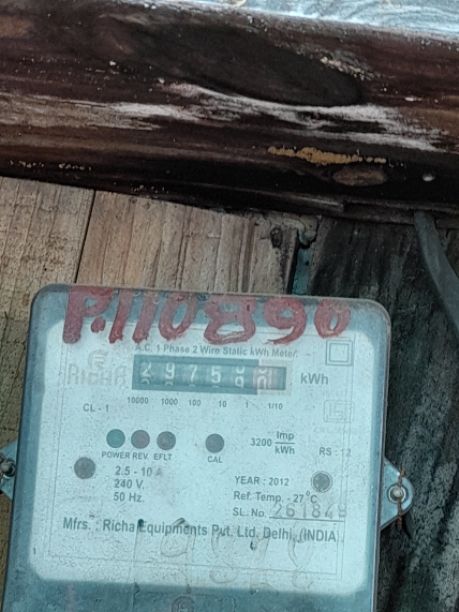 P.110890
A.C. 1 Phase 2 Wire Static kWh Meter.
RICHA
29758 kWh
CL - 1
10000 1000 100 10 1 1/10
3200 Imp/kWh
POWER REV. EFLT CAL
RS - 12
2.5 - 10 A
240 V.
50 Hz.
YEAR : 2012
Ref. Temp. - 27°C
SL. No. 261848
Mfrs. : Richa Equipments Pvt. Ltd. Delhi, (INDIA)